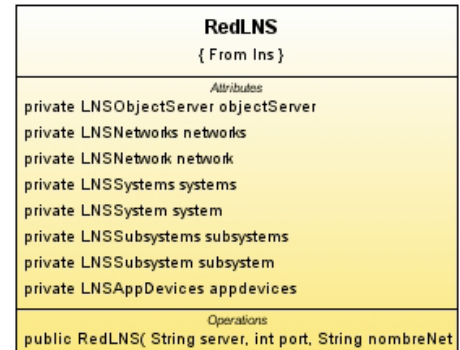 RedLNS
{ From lns }
Attributes
private LNSObjectServer objectServer
private LNSNetworks networks
private LNSNetwork network
private LNSSystems systems
private LNSSystem system
private LNSSubsystems subsystems
private LNSSubsystem subsystem
private LNSAppDevices appdevices
Operations
public RedLNS( String server, int port, String nombreNet